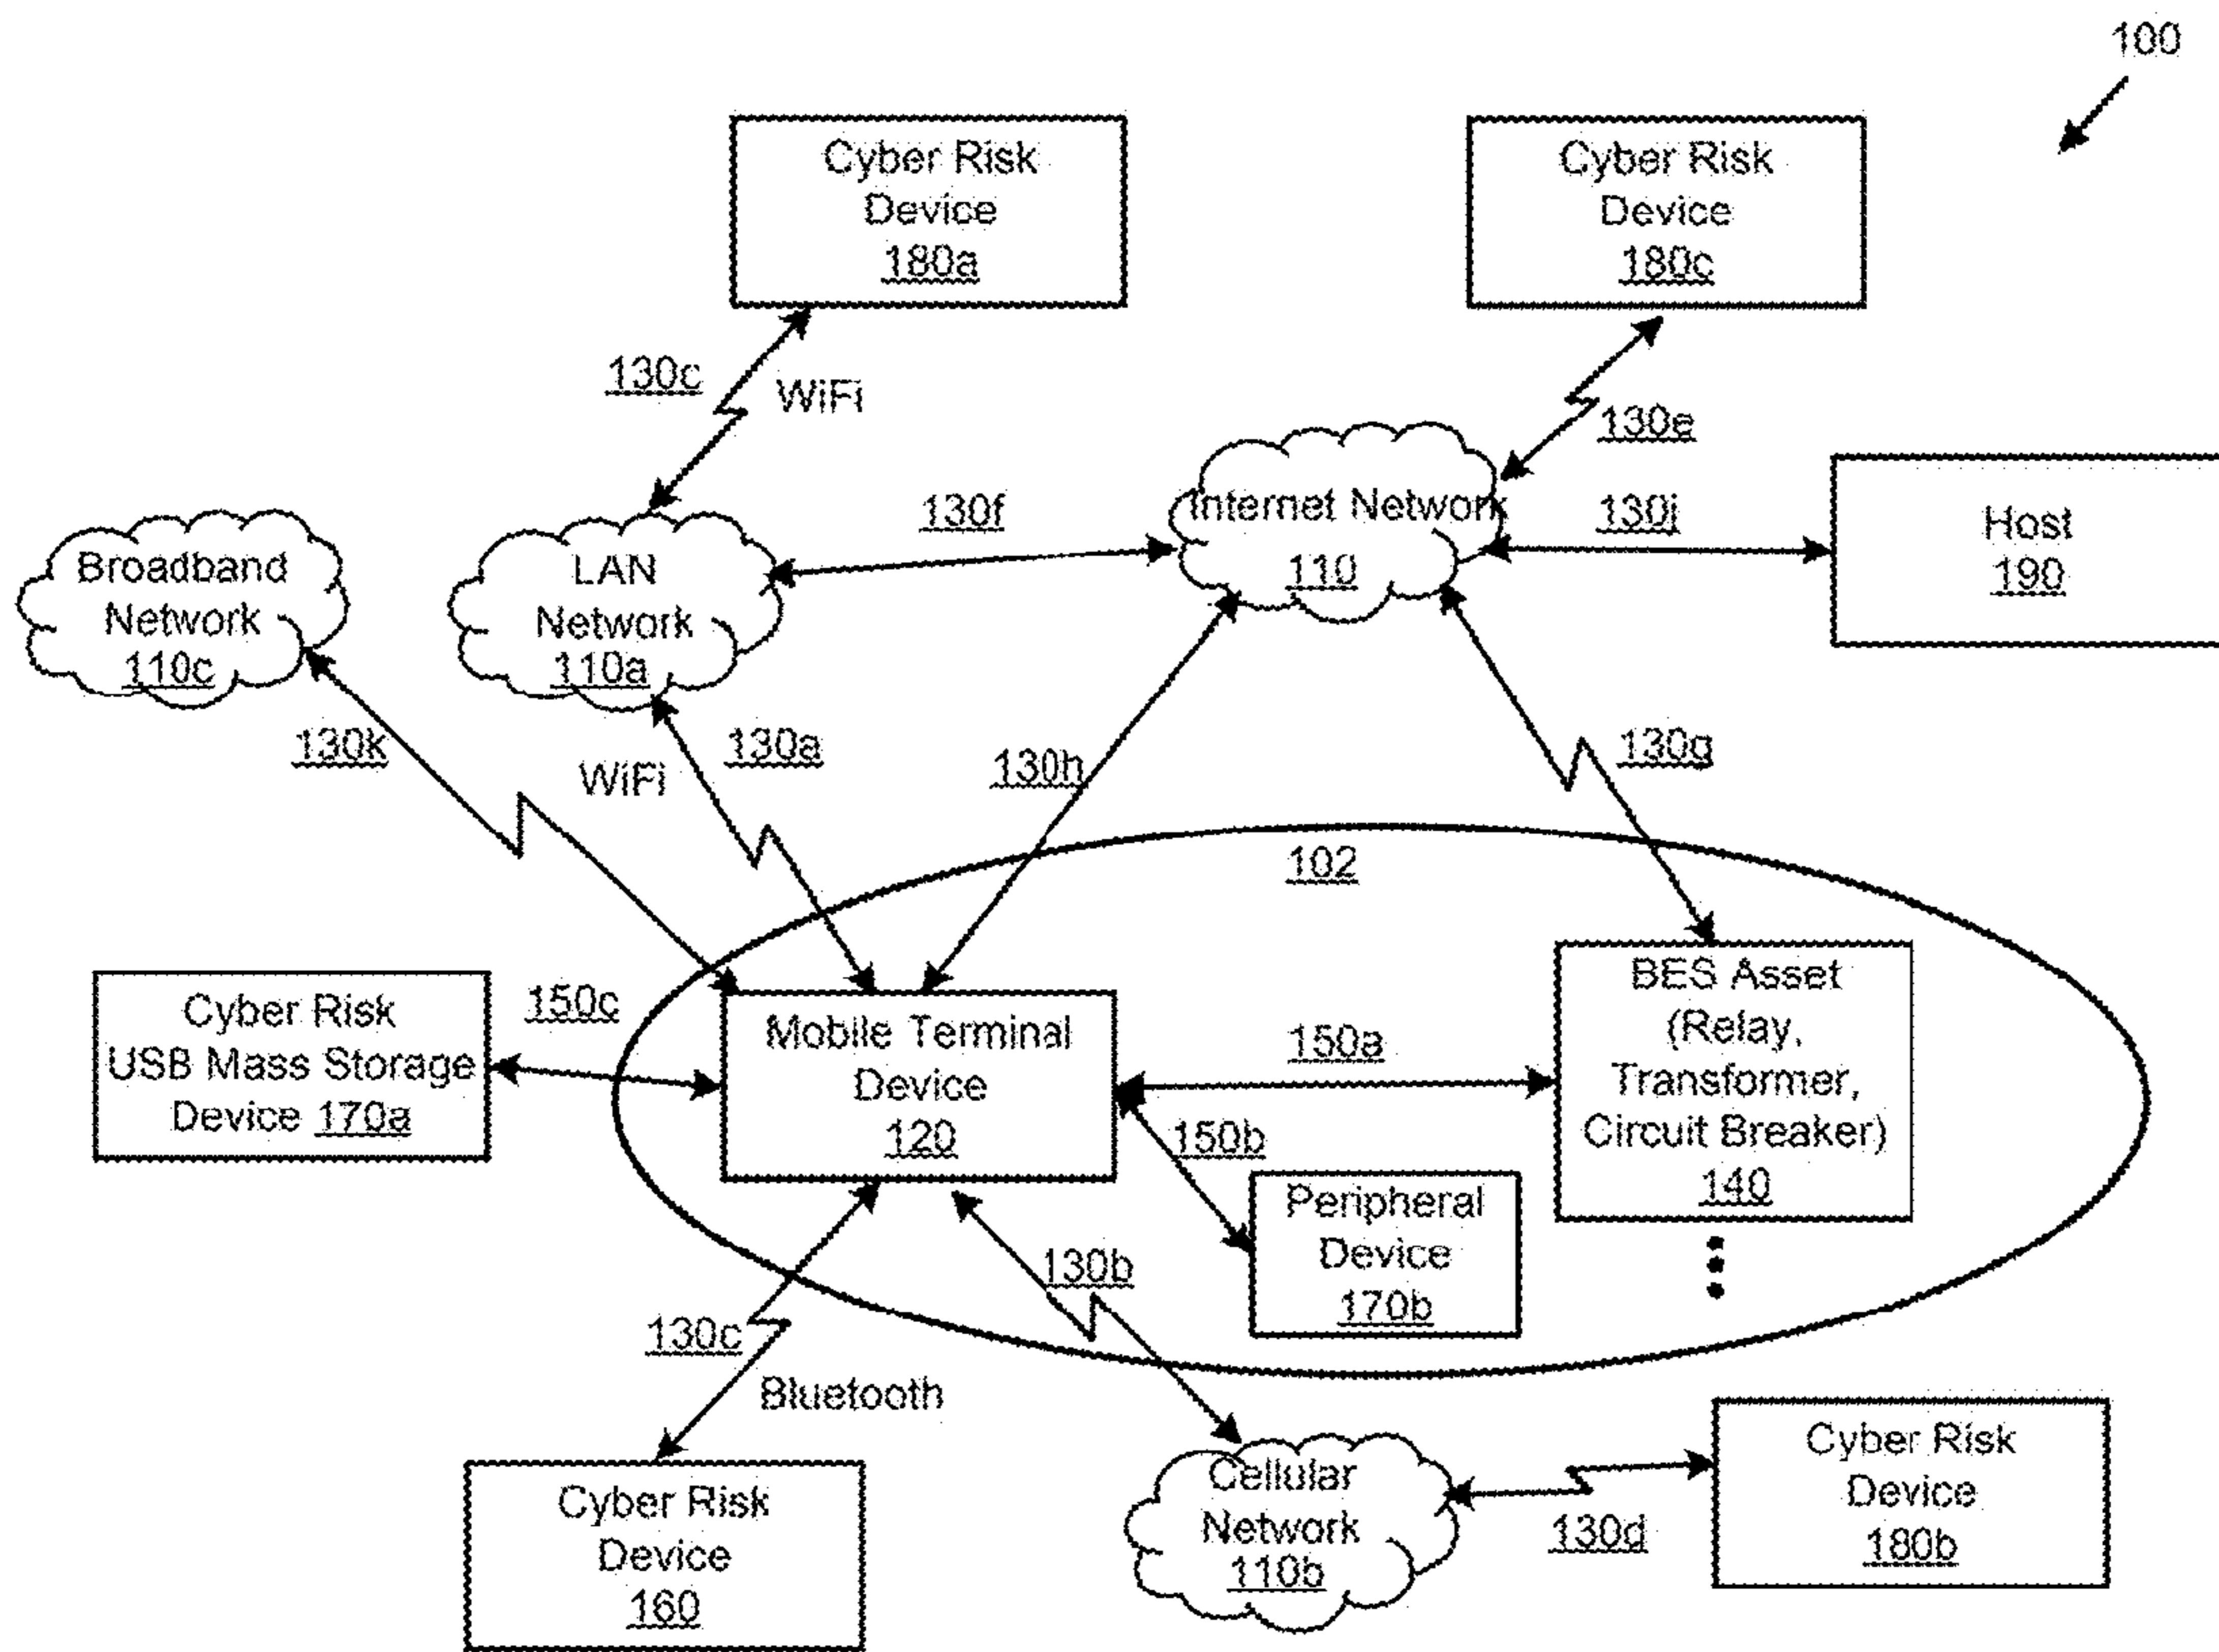 100
Cyber Risk
Device
180a
Cyber Risk
Device
180c
130c
WiFi
130e
Broadband
Network
110c
LAN
Network
110a
130f
Internet Network
110
130j
Host
190
130k
130a
WiFi
130h
130g
102
Cyber Risk
USB Mass Storage
Device 170a
150c
Mobile Terminal
Device
120
150a
150b
BES Asset
(Relay,
Transformer,
Circuit Breaker)
140
Peripheral
Device
170b
130c
Bluetooth
130b
Cyber Risk
Device
160
Cellular
Network
110b
130d
Cyber Risk
Device
180b